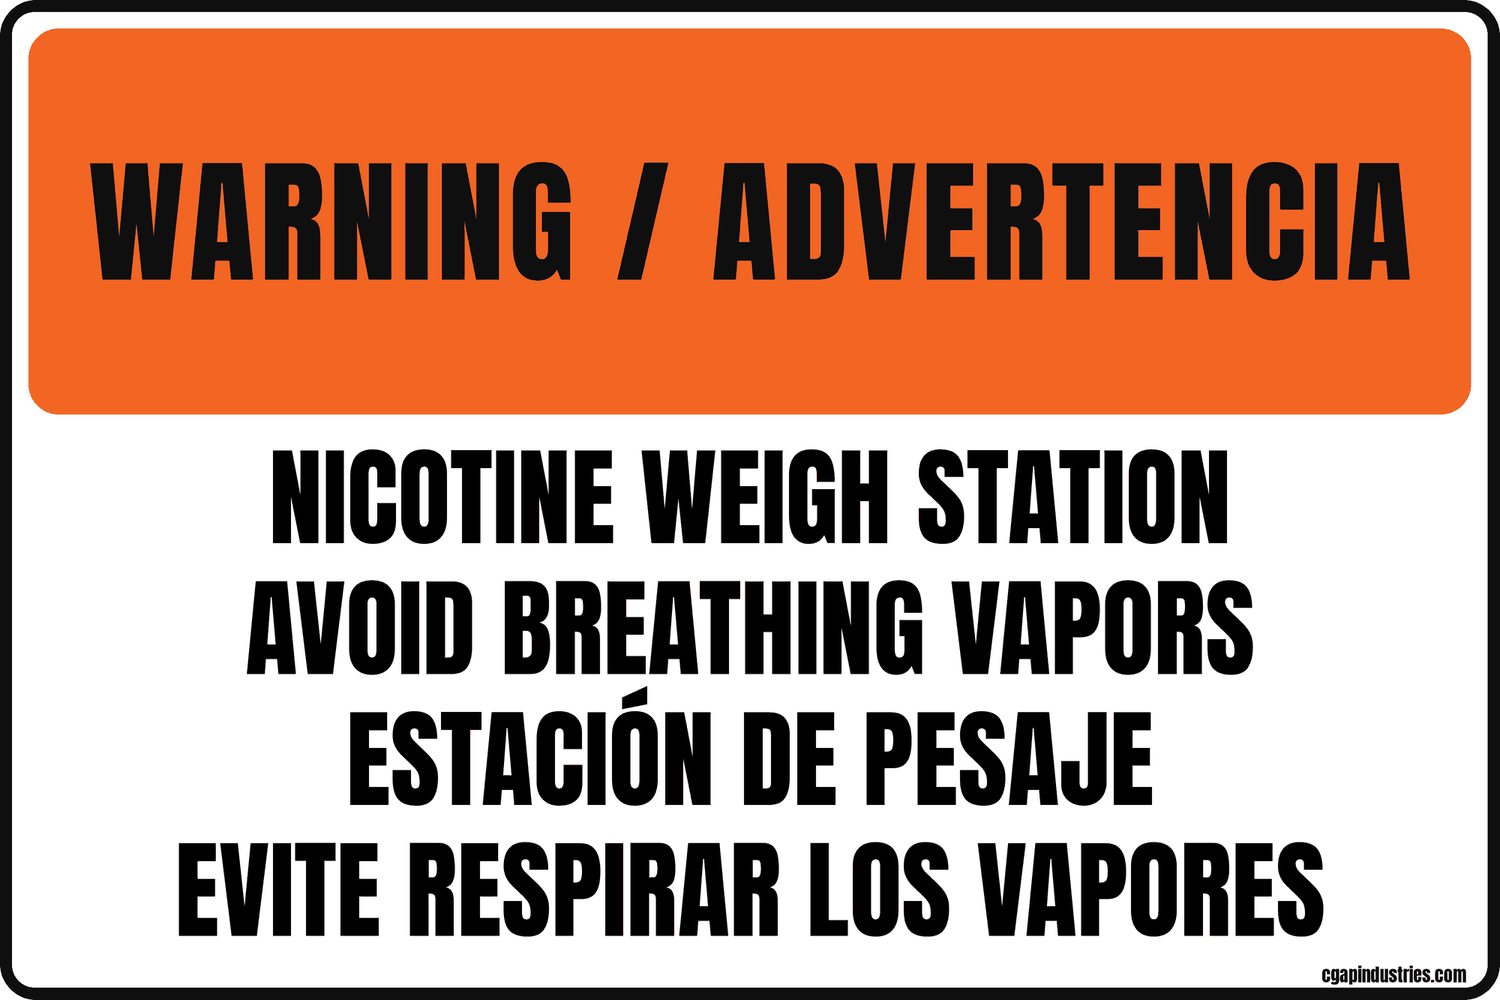 WARNING / ADVERTENCIA
NICOTINE WEIGH STATION
AVOID BREATHING VAPORS
ESTACIÓN DE PESAJE
EVITE RESPIRAR LOS VAPORES
cgapindustries.com